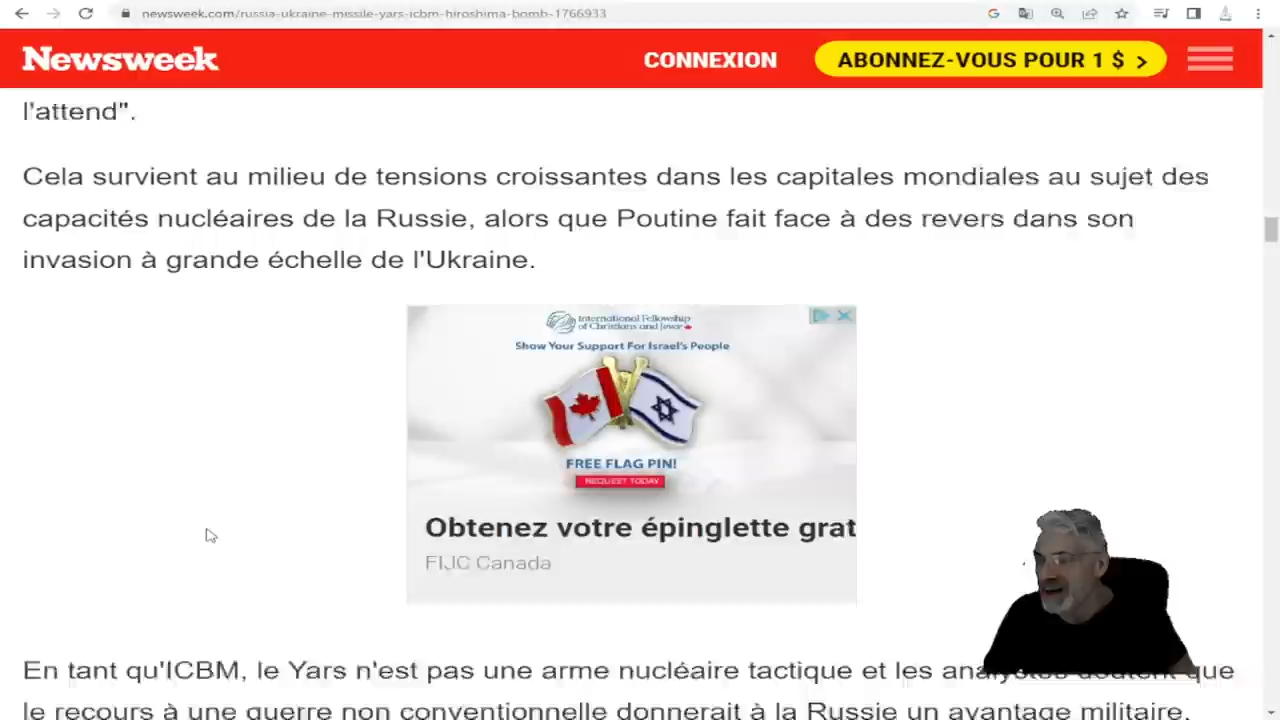 newsweek.com/russia-ukraine-missile-yars-icbm-hiroshima-bomb-1766933
Newsweek
CONNEXION
ABONNEZ-VOUS POUR 1 $ >
l'attend".
Cela survient au milieu de tensions croissantes dans les capitales mondiales au sujet des
capacités nucléaires de la Russie, alors que Poutine fait face à des revers dans son
invasion à grande échelle de l'Ukraine.
International Fellowship
of Christians and Jews
Show Your Support For Israel's People
FREE FLAG PIN!
REQUEST TODAY
Obtenez votre épinglette grat
FIJC Canada
En tant qu'ICBM, le Yars n'est pas une arme nucléaire tactique et les analystes doutent que
le recours à une guerre non conventionnelle donnerait à la Russie un avantage militaire.